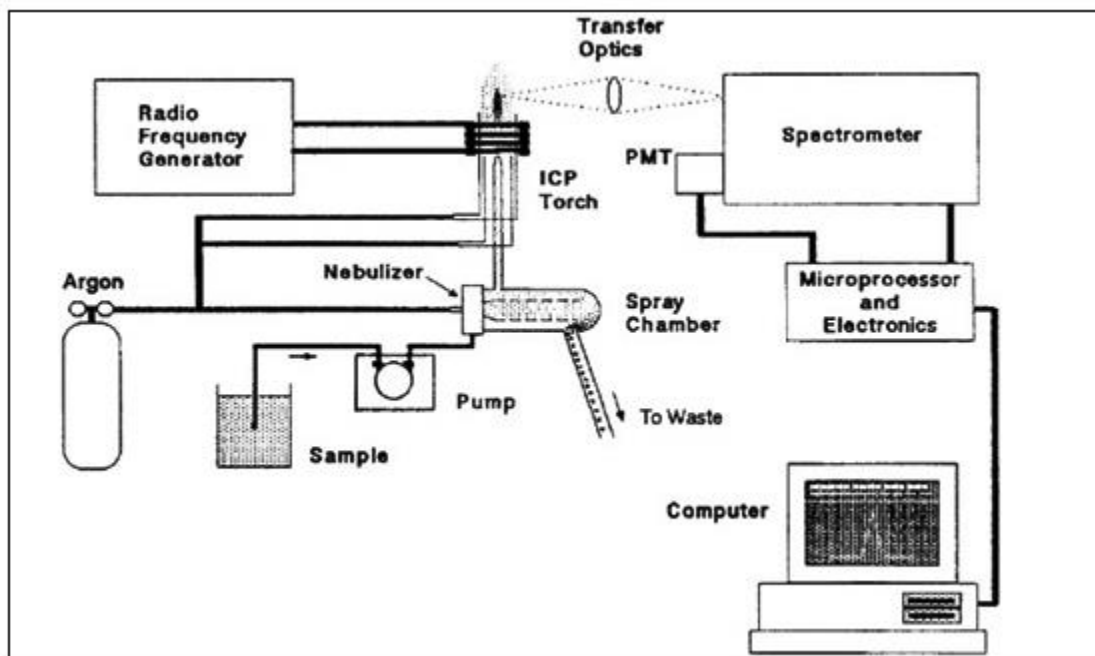 Transfer
Optics
Radio
Frequency
Generator
Spectrometer
PMT
ICP
Torch
Nebulizer
Argon
Microprocessor
and
Electronics
Spray
Chamber
Pump
To Waste
Sample
Computer